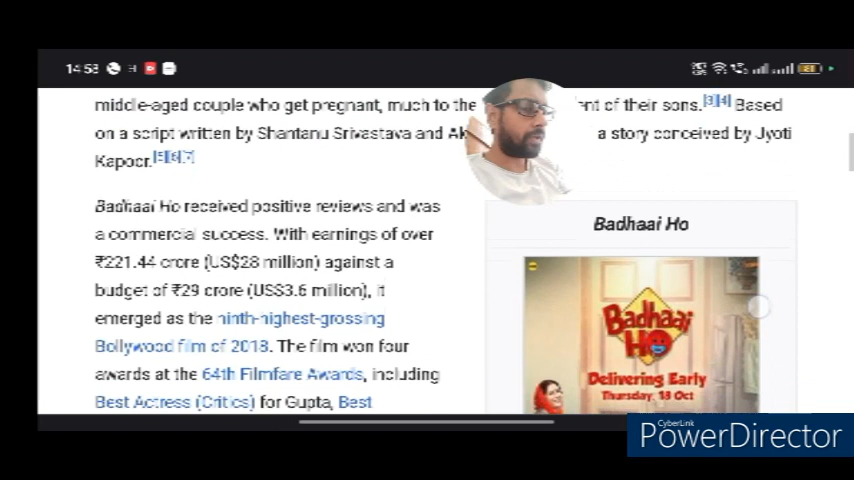 14:53
middle-aged couple who get pregnant, much to the
ent of their sons.[3][4] Based
on a script written by Shantanu Srivastava and Ak
a story conceived by Jyoti
Kapoor.[5][6][7]
Badhaai Ho received positive reviews and was
a commercial success. With earnings of over
₹221.44 crore (US$28 million) against a
budget of ₹29 crore (US$3.6 million), it
emerged as the ninth-highest-grossing
Bollywood film of 2018. The film won four
awards at the 64th Filmfare Awards, including
Best Actress (Critics) for Gupta, Best
Badhaai Ho
Badhaai
HO
Delivering Early
Thursday, 18 Oct
CyberLink
PowerDirector